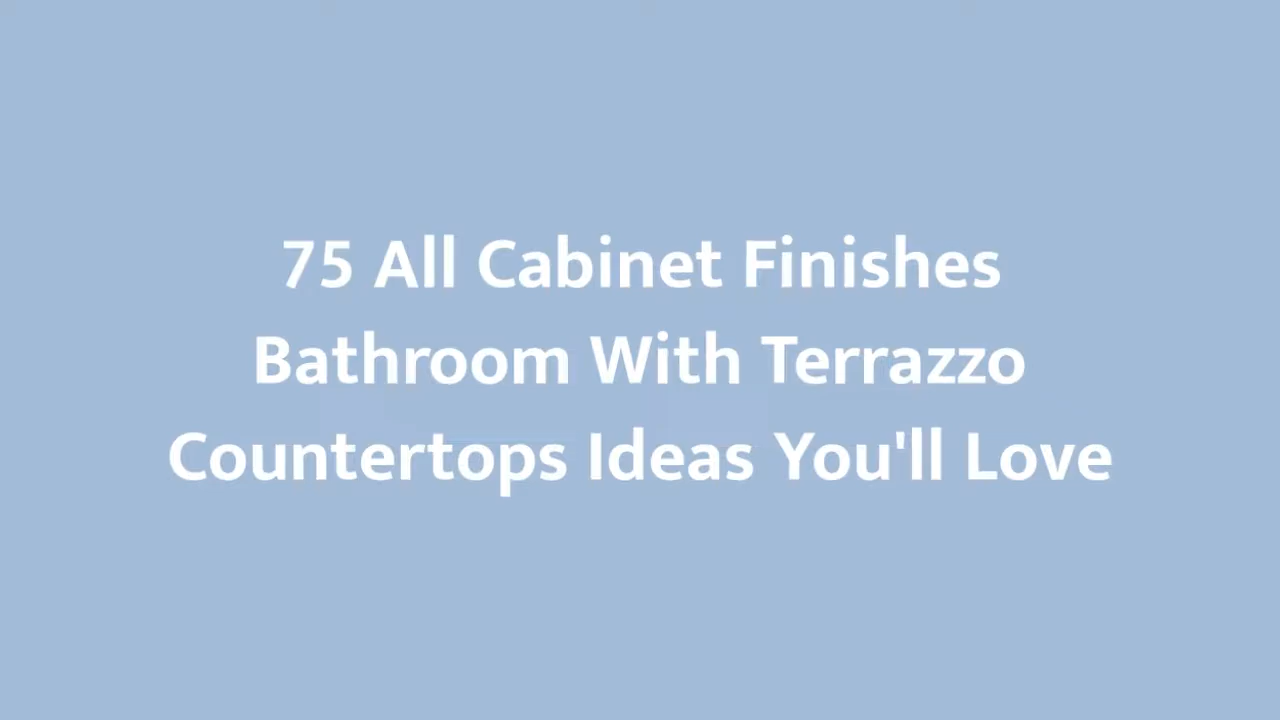 75 All Cabinet Finishes
Bathroom With Terrazzo
Countertops Ideas You'll Love